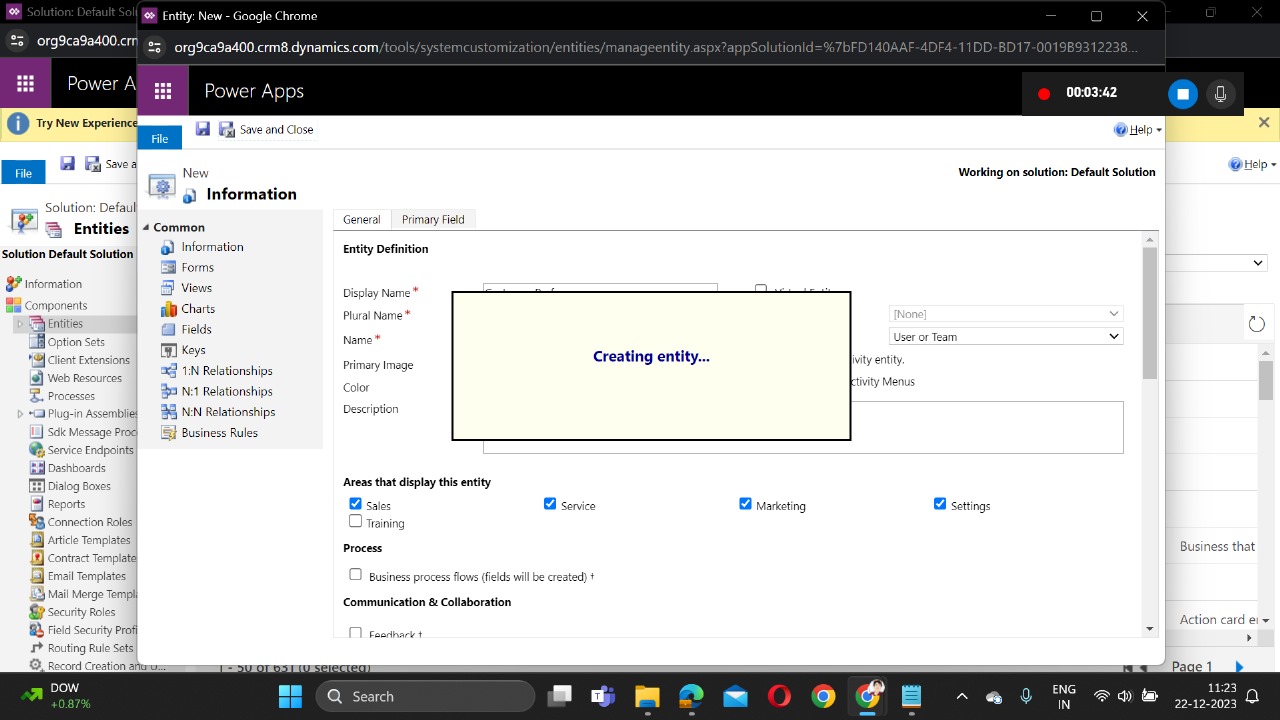 Solution: Default Solu
Entity: New - Google Chrome
org9ca9a400.crm
org9ca9a400.crm8.dynamics.com/tools/systemcustomization/entities/manageentity.aspx?appSolutionId=%7bFD140AAF-4DF4-11DD-BD17-0019B9312238...
Power A
Power Apps
00:03:42
Try New Experience
File
Save a
File
Save and Close
Help
Help
Solution: Defaul
Entities
Solution Default Solution
Information
Components
Entities
Option Sets
Client Extensions
Web Resources
Processes
Plug-in Assemblies
Sdk Message Proc
Service Endpoints
Dashboards
Dialog Boxes
Reports
Connection Roles
Article Templates
Contract Template
Email Templates
Mail Merge Templa
Security Roles
Field Security Profi
Routing Rule Sets
Record Creation and U...
New
Information
Working on solution: Default Solution
Common
Information
Forms
Views
Charts
Fields
Keys
1:N Relationships
N:1 Relationships
N:N Relationships
Business Rules
General
Primary Field
Entity Definition
Display Name*
Plural Name*
[None]
Name*
User or Team
Primary Image
ivity entity.
Color
ctivity Menus
Description
Creating entity...
Areas that display this entity
Sales
Service
Marketing
Settings
Training
Process
Business process flows (fields will be created) †
Communication & Collaboration
Feedback †
Business that
Action card e
1 - 50 of 631 (0 selected)
Page 1
DOW
+0.87%
Search
ENG
IN
11:23
22-12-2023